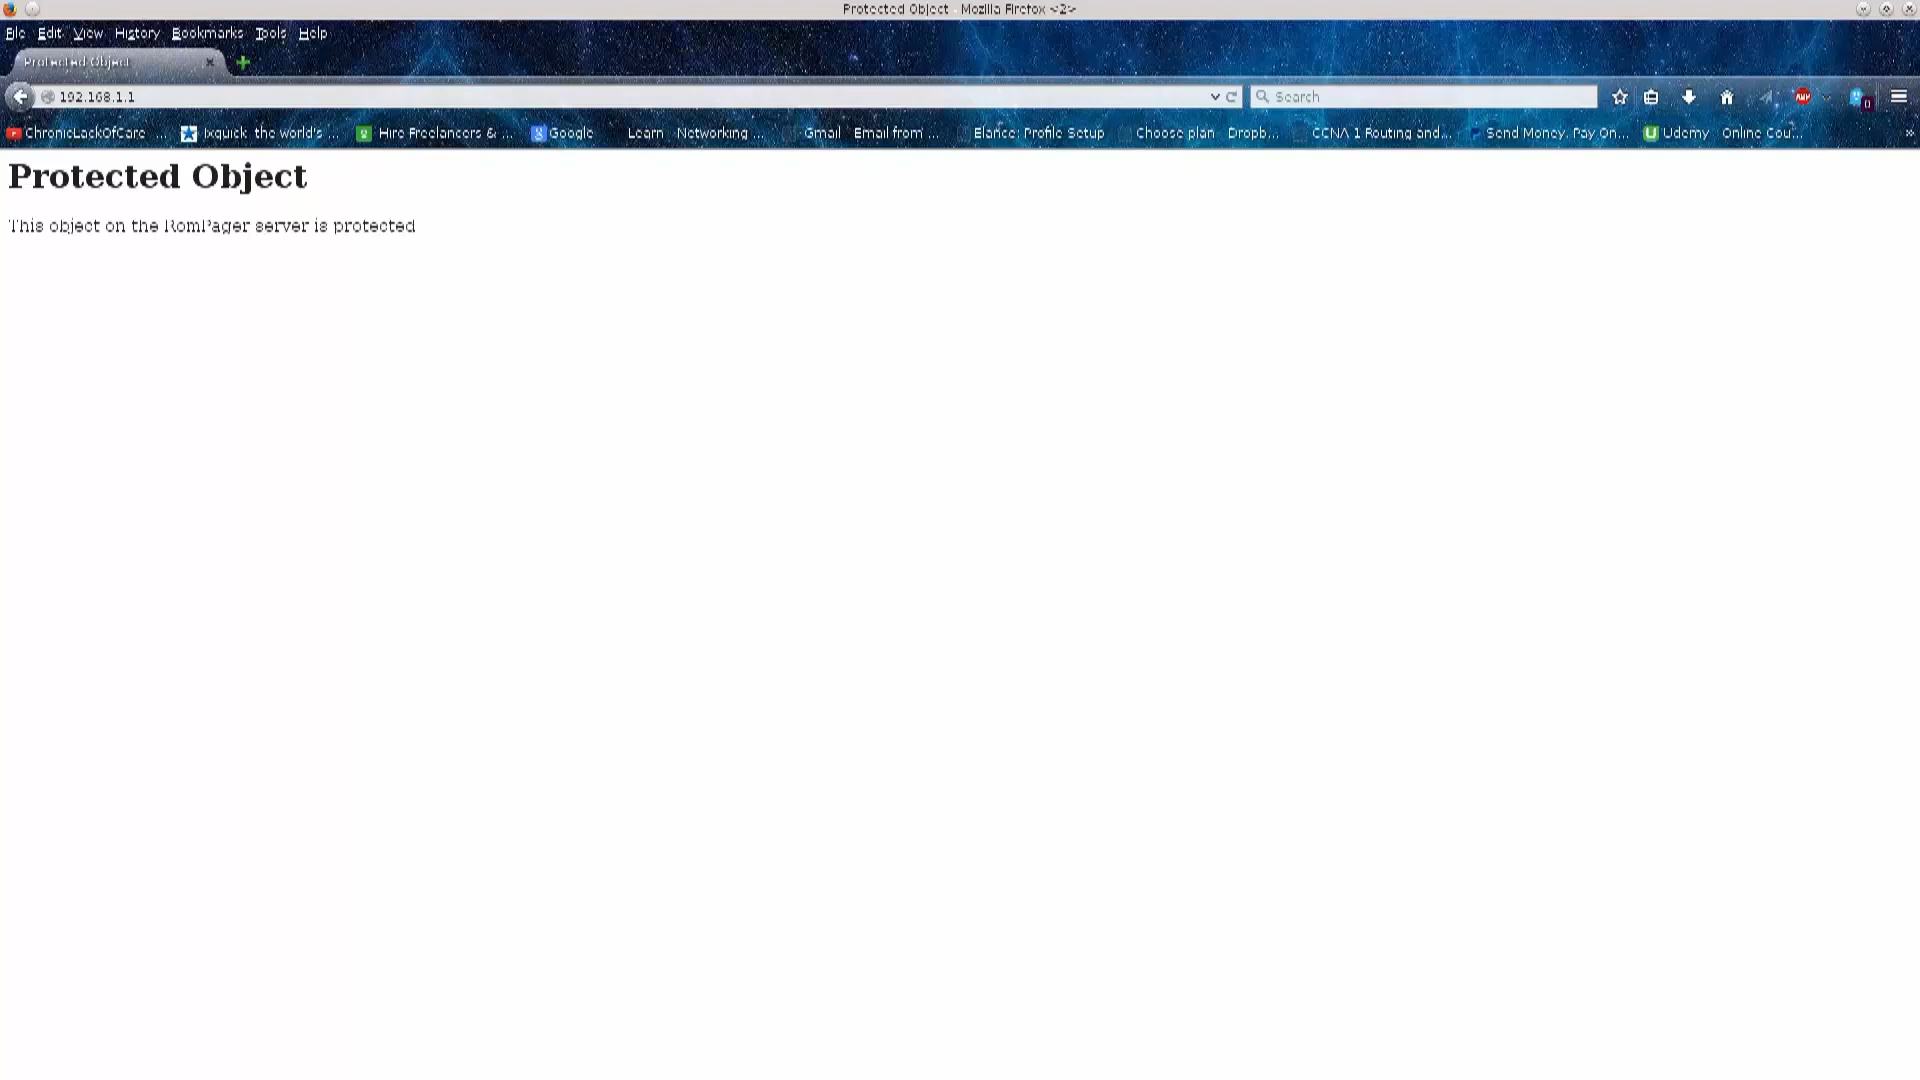 Protected Object - Mozilla Firefox <2>
File Edit View History Bookmarks Tools Help
Protected Object
192.168.1.1
Search
0
ChronicLackOfCare ... Ixquick the world's ... Hire Freelancers & ... Google Learn Networking ... Gmail Email from ... Elance: Profile Setup Choose plan Dropb... CCNA 1 Routing and... Send Money, Pay On... Udemy Online Cou... »
Protected Object
This object on the RomPager server is protected